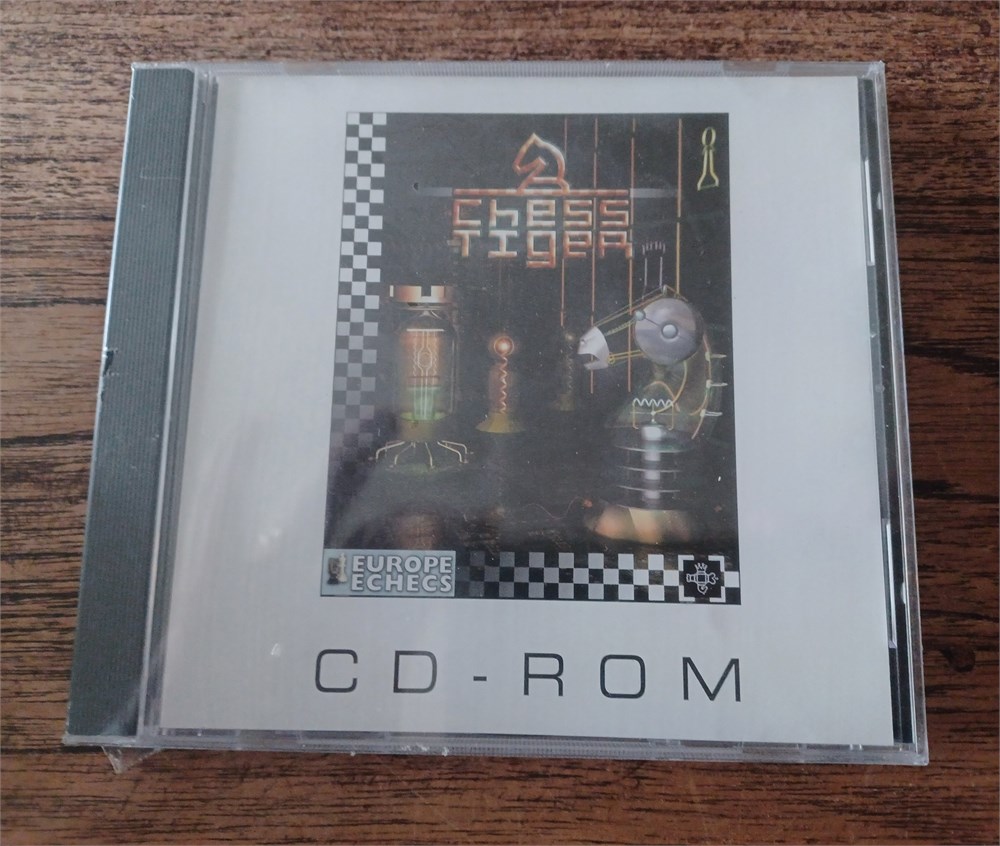 Chess
Tiger
EUROPE
ECHECS
CD-ROM